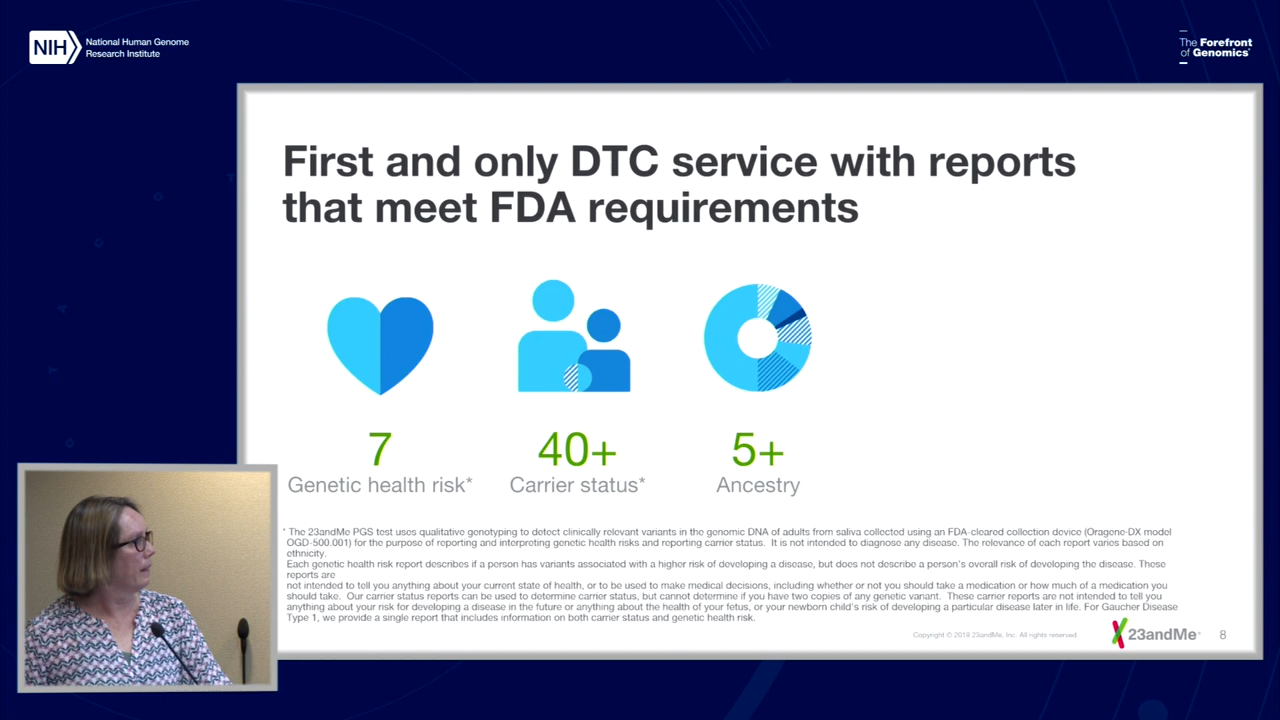 NIH
National Human Genome
Research Institute
The Forefront
of Genomics®
First and only DTC service with reports
that meet FDA requirements
7
40+
5+
Genetic health risk*
Carrier status*
Ancestry
* The 23andMe PGS test uses qualitative genotyping to detect clinically relevant variants in the genomic DNA of adults from saliva collected using an FDA-cleared collection device (Oragene-DX model
OGD-500.001) for the purpose of reporting and interpreting genetic health risks and reporting carrier status. It is not intended to diagnose any disease. The relevance of each report varies based on
ethnicity.
Each genetic health risk report describes if a person has variants associated with a higher risk of developing a disease, but does not describe a person's overall risk of developing the disease. These
reports are
not intended to tell you anything about your current state of health, or to be used to make medical decisions, including whether or not you should take a medication or how much of a medication you
should take. Our carrier status reports can be used to determine carrier status, but cannot determine if you have two copies of any genetic variant. These carrier reports are not intended to tell you
anything about your risk for developing a disease in the future or anything about the health of your fetus, or your newborn child's risk of developing a particular disease later in life. For Gaucher Disease
Type 1, we provide a single report that includes information on both carrier status and genetic health risk.
Copyright © 2018 23andMe, Inc. All rights reserved.
23andMe
8